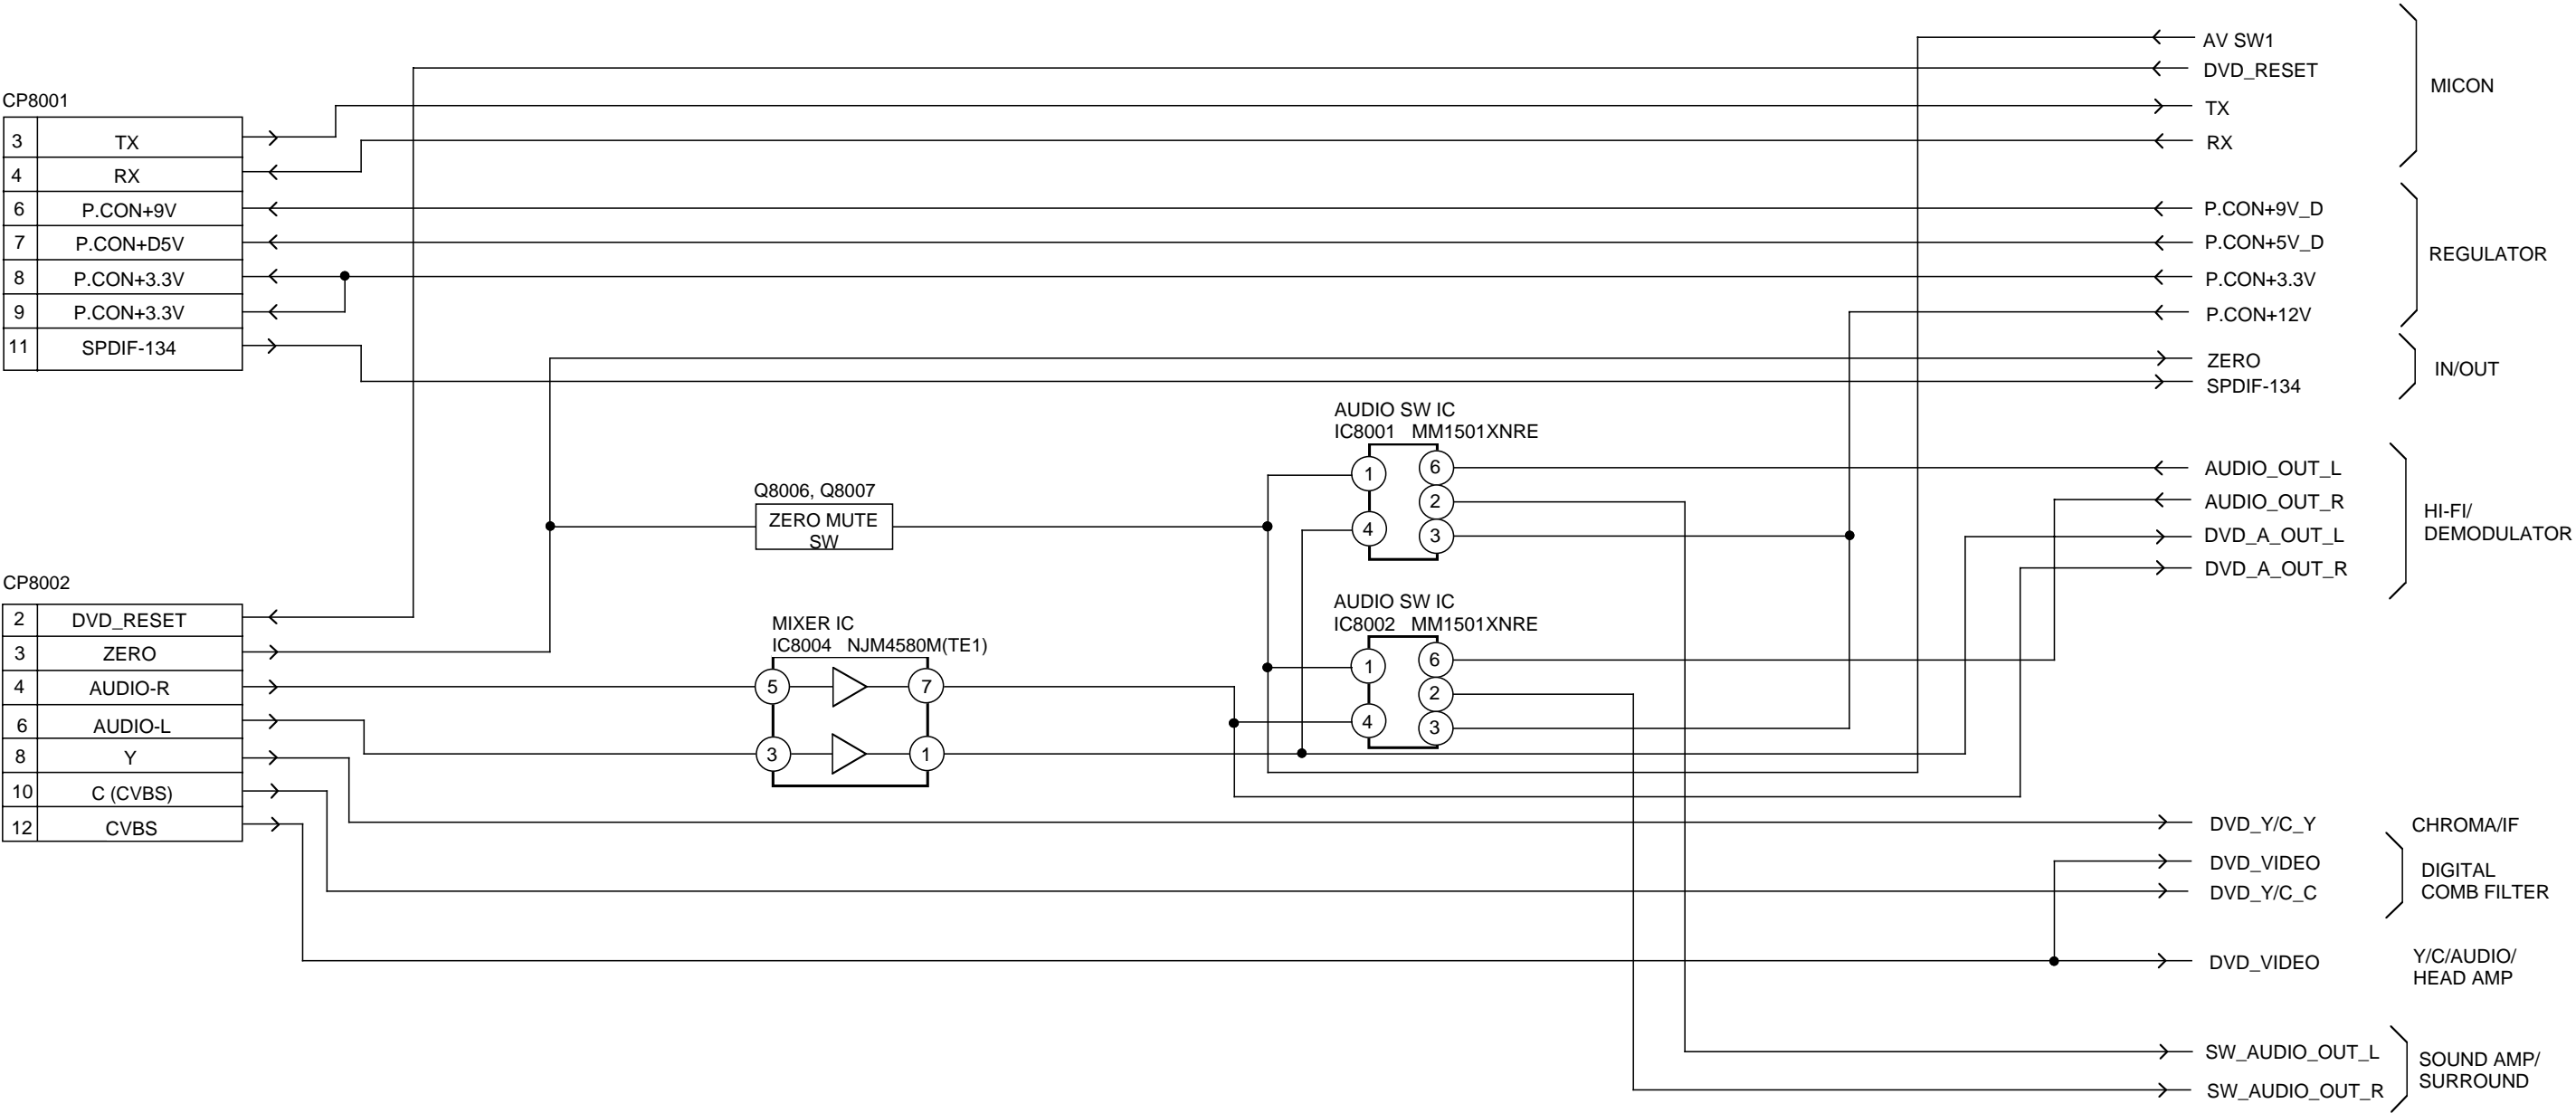 AV SW1
DVD_RESET
TX
RX
MICON
CP8001
3 TX
4 RX
6 P.CON+9V
7 P.CON+D5V
8 P.CON+3.3V
9 P.CON+3.3V
11 SPDIF-134
P.CON+9V_D
P.CON+5V_D
P.CON+3.3V
P.CON+12V
REGULATOR
ZERO
SPDIF-134
IN/OUT
AUDIO SW IC
IC8001 MM1501XNRE
1 6
2
4 3
AUDIO_OUT_L
AUDIO_OUT_R
DVD_A_OUT_L
DVD_A_OUT_R
HI-FI/
DEMODULATOR
Q8006, Q8007
ZERO MUTE
SW
CP8002
2 DVD_RESET
3 ZERO
4 AUDIO-R
6 AUDIO-L
8 Y
10 C (CVBS)
12 CVBS
MIXER IC
IC8004 NJM4580M(TE1)
5 7
3 1
AUDIO SW IC
IC8002 MM1501XNRE
1 6
2
4 3
DVD_Y/C_Y
CHROMA/IF
DVD_VIDEO
DVD_Y/C_C
DIGITAL
COMB FILTER
DVD_VIDEO
Y/C/AUDIO/
HEAD AMP
SW_AUDIO_OUT_L
SW_AUDIO_OUT_R
SOUND AMP/
SURROUND